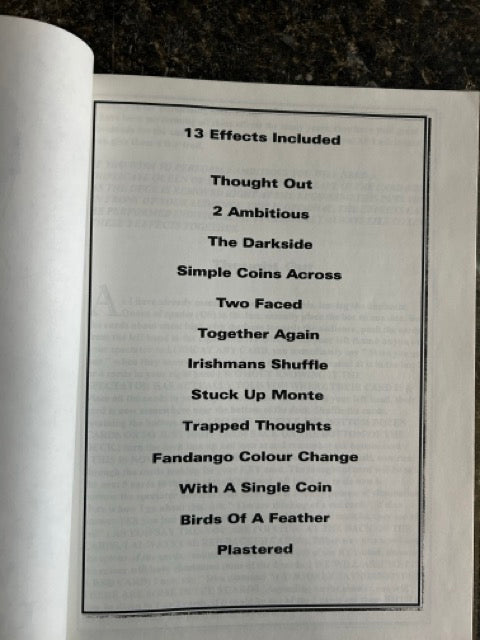 13 Effects Included
Thought Out
2 Ambitious
The Darkside
Simple Coins Across
Two Faced
Together Again
Irishmans Shuffle
Stuck Up Monte
Trapped Thoughts
Fandango Colour Change
With A Single Coin
Birds Of A Feather
Plastered